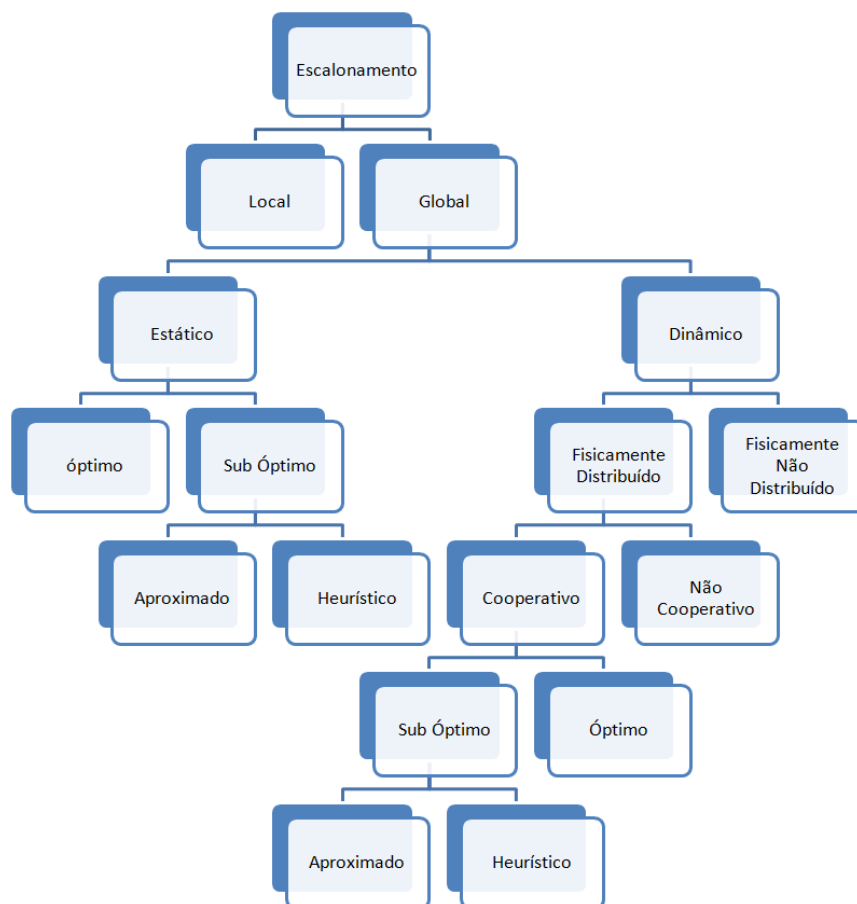 Escalonamento
Local
Global
Estático
Dinâmico
óptimo
Sub Óptimo
Fisicamente
Distribuído
Fisicamente
Não
Distribuído
Aproximado
Heurístico
Cooperativo
Não
Cooperativo
Sub Óptimo
Óptimo
Aproximado
Heurístico